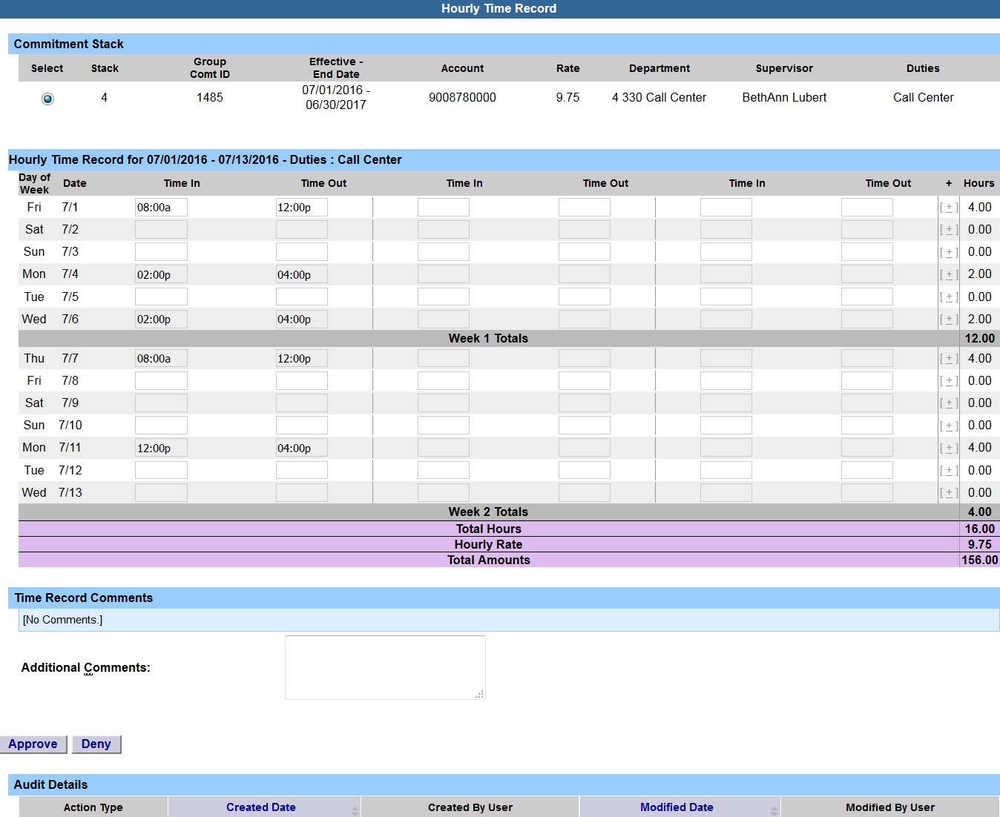 Hourly Time Record
Commitment Stack
Select Stack Group Comt ID Effective - End Date Account Rate Department Supervisor Duties
4 1485 07/01/2016 - 06/30/2017 9008780000 9.75 4 330 Call Center BethAnn Lubert Call Center
Hourly Time Record for 07/01/2016 - 07/13/2016 - Duties : Call Center
Day of Week Date Time In Time Out Time In Time Out Time In Time Out + Hours
Fri 7/1 08:00a 12:00p [ + ] 4.00
Sat 7/2 [ + ] 0.00
Sun 7/3 [ + ] 0.00
Mon 7/4 02:00p 04:00p [ + ] 2.00
Tue 7/5 [ + ] 0.00
Wed 7/6 02:00p 04:00p [ + ] 2.00
Week 1 Totals 12.00
Thu 7/7 08:00a 12:00p [ + ] 4.00
Fri 7/8 [ + ] 0.00
Sat 7/9 [ + ] 0.00
Sun 7/10 [ + ] 0.00
Mon 7/11 12:00p 04:00p [ + ] 4.00
Tue 7/12 [ + ] 0.00
Wed 7/13 [ + ] 0.00
Week 2 Totals 4.00
Total Hours 16.00
Hourly Rate 9.75
Total Amounts 156.00
Time Record Comments
[No Comments.]
Additional Comments:
Approve Deny
Audit Details
Action Type Created Date Created By User Modified Date Modified By User